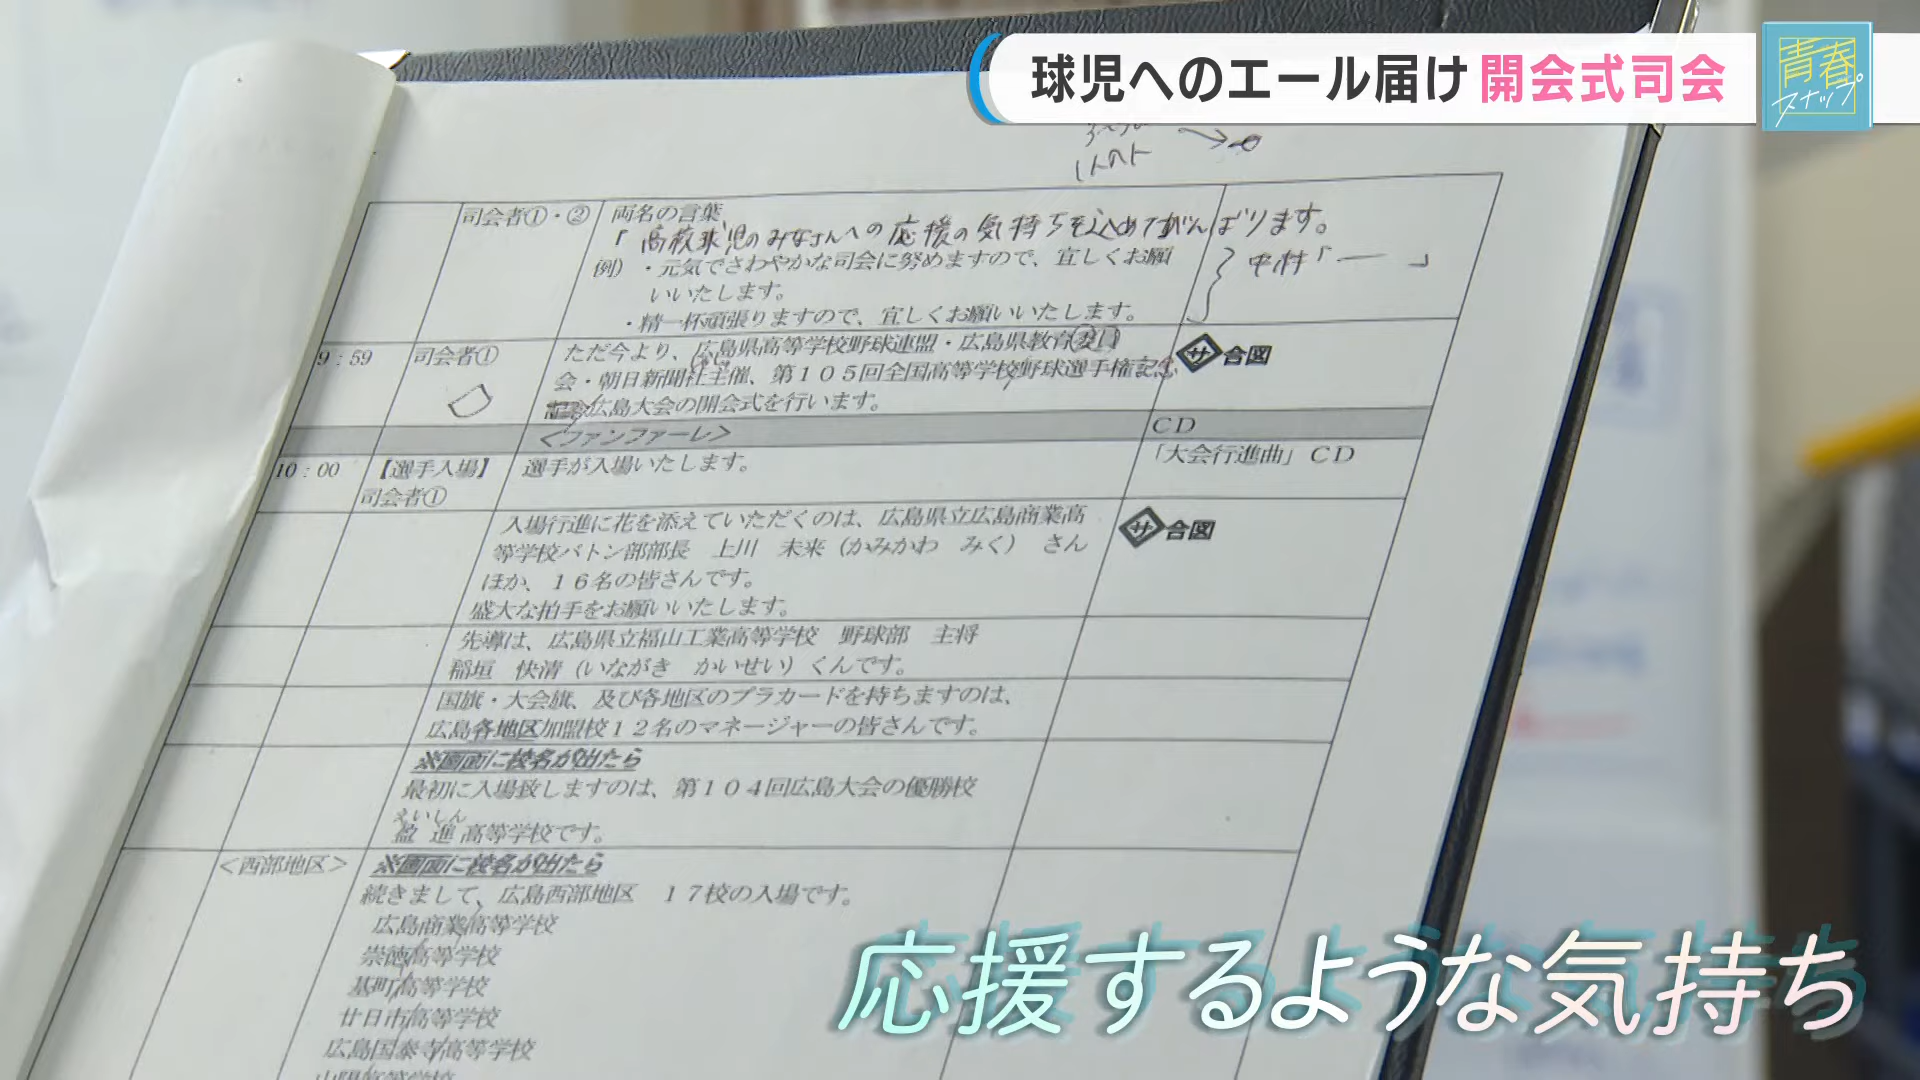 球児へのエール届け 開会式司会
青春
スナップ
司会者①・② 両名の言葉
「高校球児のみなさんへの応援の気持ちを込めてがんばります。
例）・元気でさわやかな司会に努めますので、宜しくお願
いいたします。
・精一杯頑張りますので、宜しくお願いいたします。
9：59 司会者① ただ今より、広島県高等学校野球連盟・広島県教育委員
会・朝日新聞社主催、第１０５回全国高等学校野球選手権記念
広島大会の開会式を行います。
サ 合図
＜ファンファーレ＞ ＣＤ
10：00 【選手入場】 選手が入場いたします。 「大会行進曲」ＣＤ
司会者①
入場行進に花を添えていただくのは、広島県立広島商業高
等学校バトン部部長 上川 未来（かみかわ みく） さん
ほか、１６名の皆さんです。
盛大な拍手をお願いいたします。
サ 合図
先導は、広島県立福山工業高等学校 野球部 主将
稲垣 快清（いながき かいせい）くんです。
国旗・大会旗、及び各地区のプラカードを持ちますのは、
広島各地区加盟校１２名のマネージャーの皆さんです。
※画面に校名が出たら
最初に入場致しますのは、第１０４回広島大会の優勝校
えいしん
盈進高等学校です。
＜西部地区＞ ※画面に校名が出たら
続きまして、広島西部地区 １７校の入場です。
広島商業高等学校
崇徳高等学校
基町高等学校
廿日市高等学校
広島国泰寺高等学校
応援するような気持ち